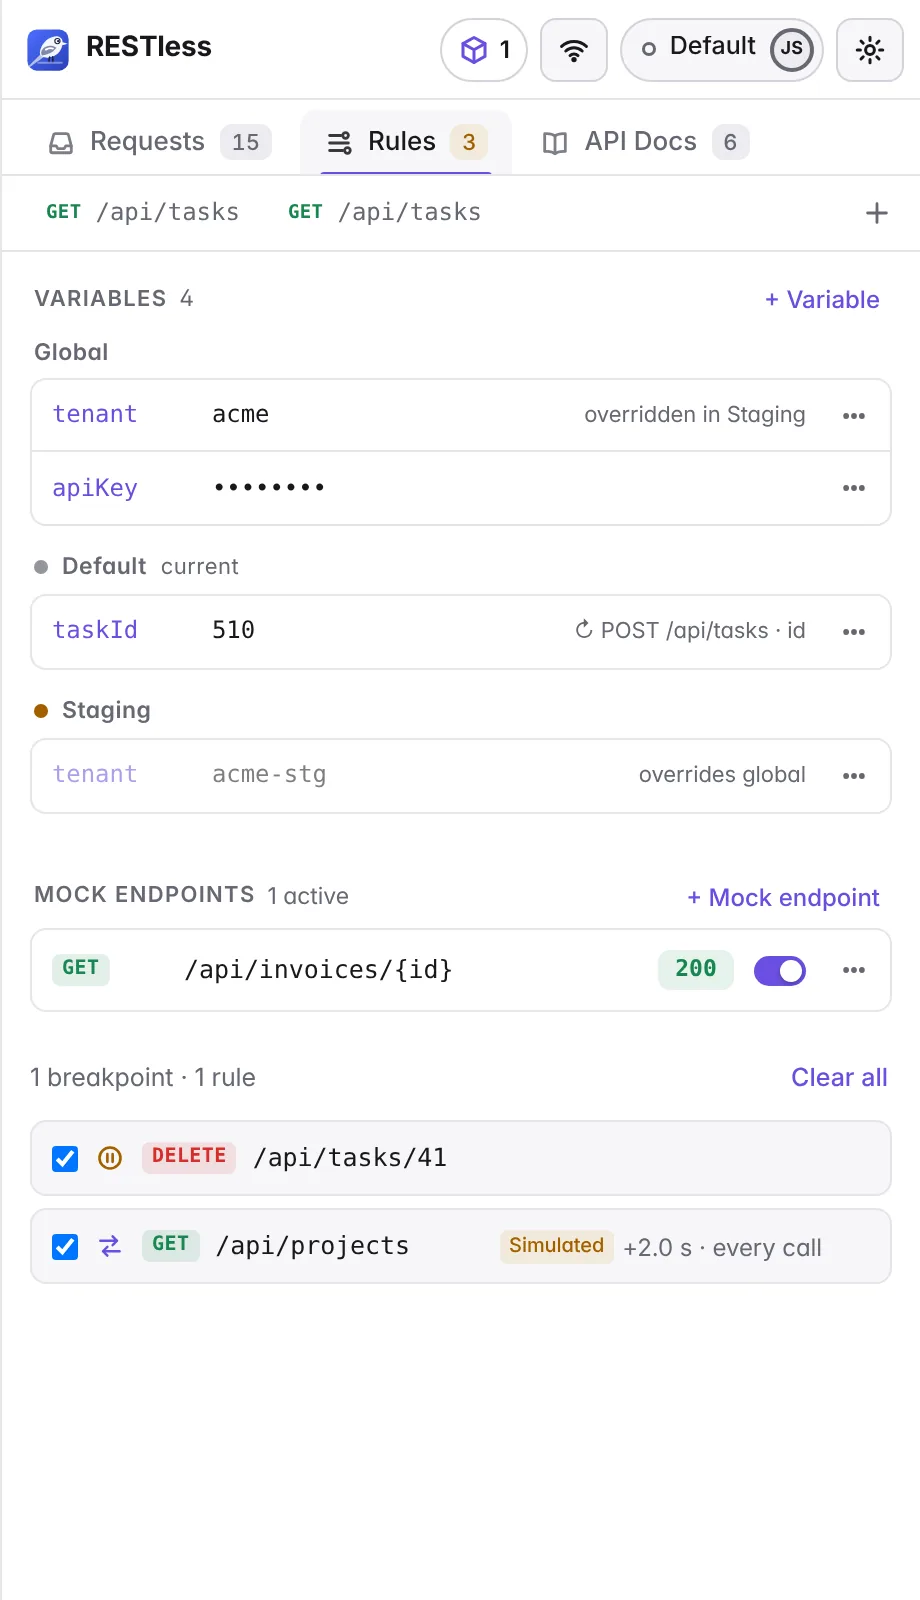 RESTless
1
Default JS
Requests 15
Rules 3
API Docs 6
GET /api/tasks
GET /api/tasks
+
VARIABLES 4
+ Variable
Global
tenant acme overridden in Staging •••
apiKey •••••••• •••
Default current
taskId 510 POST /api/tasks · id •••
Staging
tenant acme-stg overrides global •••
MOCK ENDPOINTS 1 active
+ Mock endpoint
GET /api/invoices/{id} 200 •••
1 breakpoint · 1 rule
Clear all
DELETE /api/tasks/41
GET /api/projects Simulated +2.0 s · every call